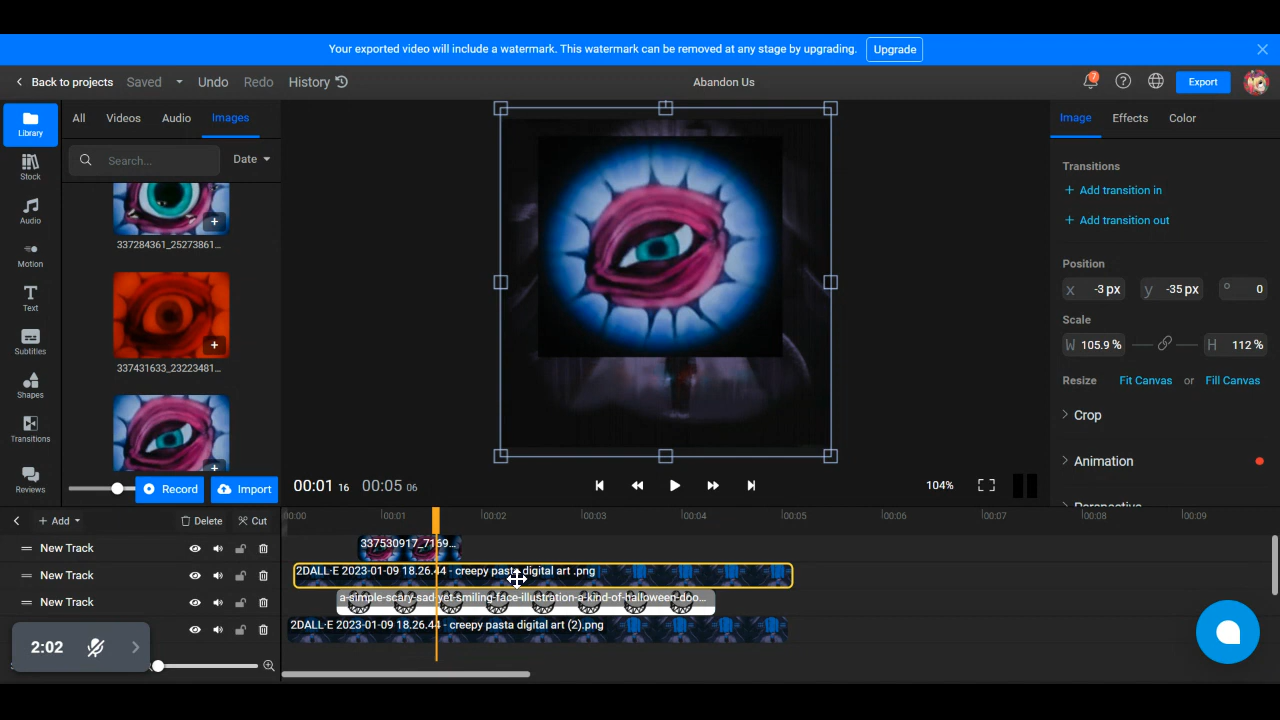 Your exported video will include a watermark. This watermark can be removed at any stage by upgrading. Upgrade
Back to projects Saved Undo Redo History Abandon Us 7 Export
Library
Stock
Audio
Motion
Text
Subtitles
Shapes
Transitions
Reviews
All Videos Audio Images
Search... Date
337284361_25273861...
337431633_23223481...
Record Import
Image Effects Color
Transitions
+ Add transition in
+ Add transition out
Position
x -3 px y -35 px ° 0
Scale
W 105.9 % H 112 %
Resize Fit Canvas or Fill Canvas
Crop
Animation
00:01 16 00:05 06 104%
+ Add Delete Cut
:00:00 00:01 00:02 00:03 00:04 00:05 00:06 00:07 00:08 00:09
New Track 337530917_7169...
New Track 2DALL·E 2023-01-09 18.26.44 - creepy pasta digital art .png
New Track a-simple-scary-sad-yet-smiling-face-illustration-a-kind-of-halloween-doo...
2DALL·E 2023-01-09 18.26.44 - creepy pasta digital art (2).png
2:02